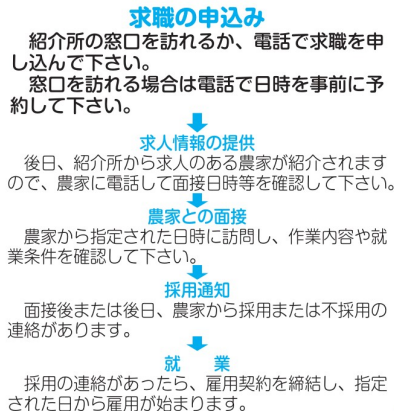 求職の申込み
紹介所の窓口を訪れるか、電話で求職を申
し込んで下さい。
窓口を訪れる場合は電話で日時を事前に予
約して下さい。
求人情報の提供
後日、紹介所から求人のある農家が紹介されます
ので、農家に電話して面接日時等を確認して下さい。
農家との面接
農家から指定された日時に訪問し、作業内容や就
業条件を確認して下さい。
採用通知
面接後または後日、農家から採用または不採用の
連絡があります。
就　業
採用の連絡があったら、雇用契約を締結し、指定
された日から雇用が始まります。